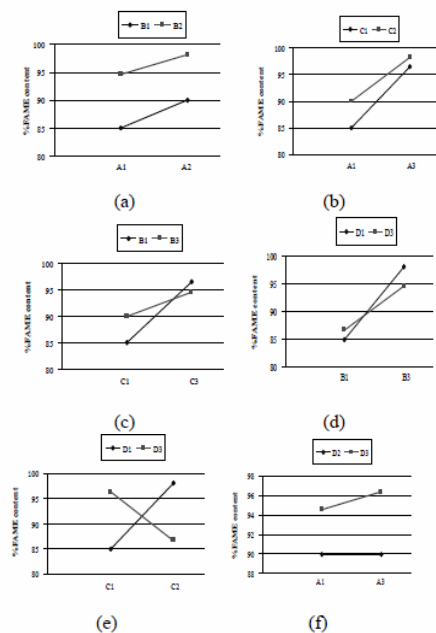 B1 B2
%FAME content
100
95
90
85
80
A1 A2
(a)
C1 C2
%FAME content
100
95
90
85
80
A1 A3
(b)
B1 B3
%FAME content
100
95
90
85
80
C1 C3
(c)
D1 D3
%FAME content
100
95
90
85
80
B1 B3
(d)
D1 D3
%FAME content
100
95
90
85
80
C1 C2
(e)
D2 D3
%FAME content
98
96
94
92
90
88
A1 A3
(f)